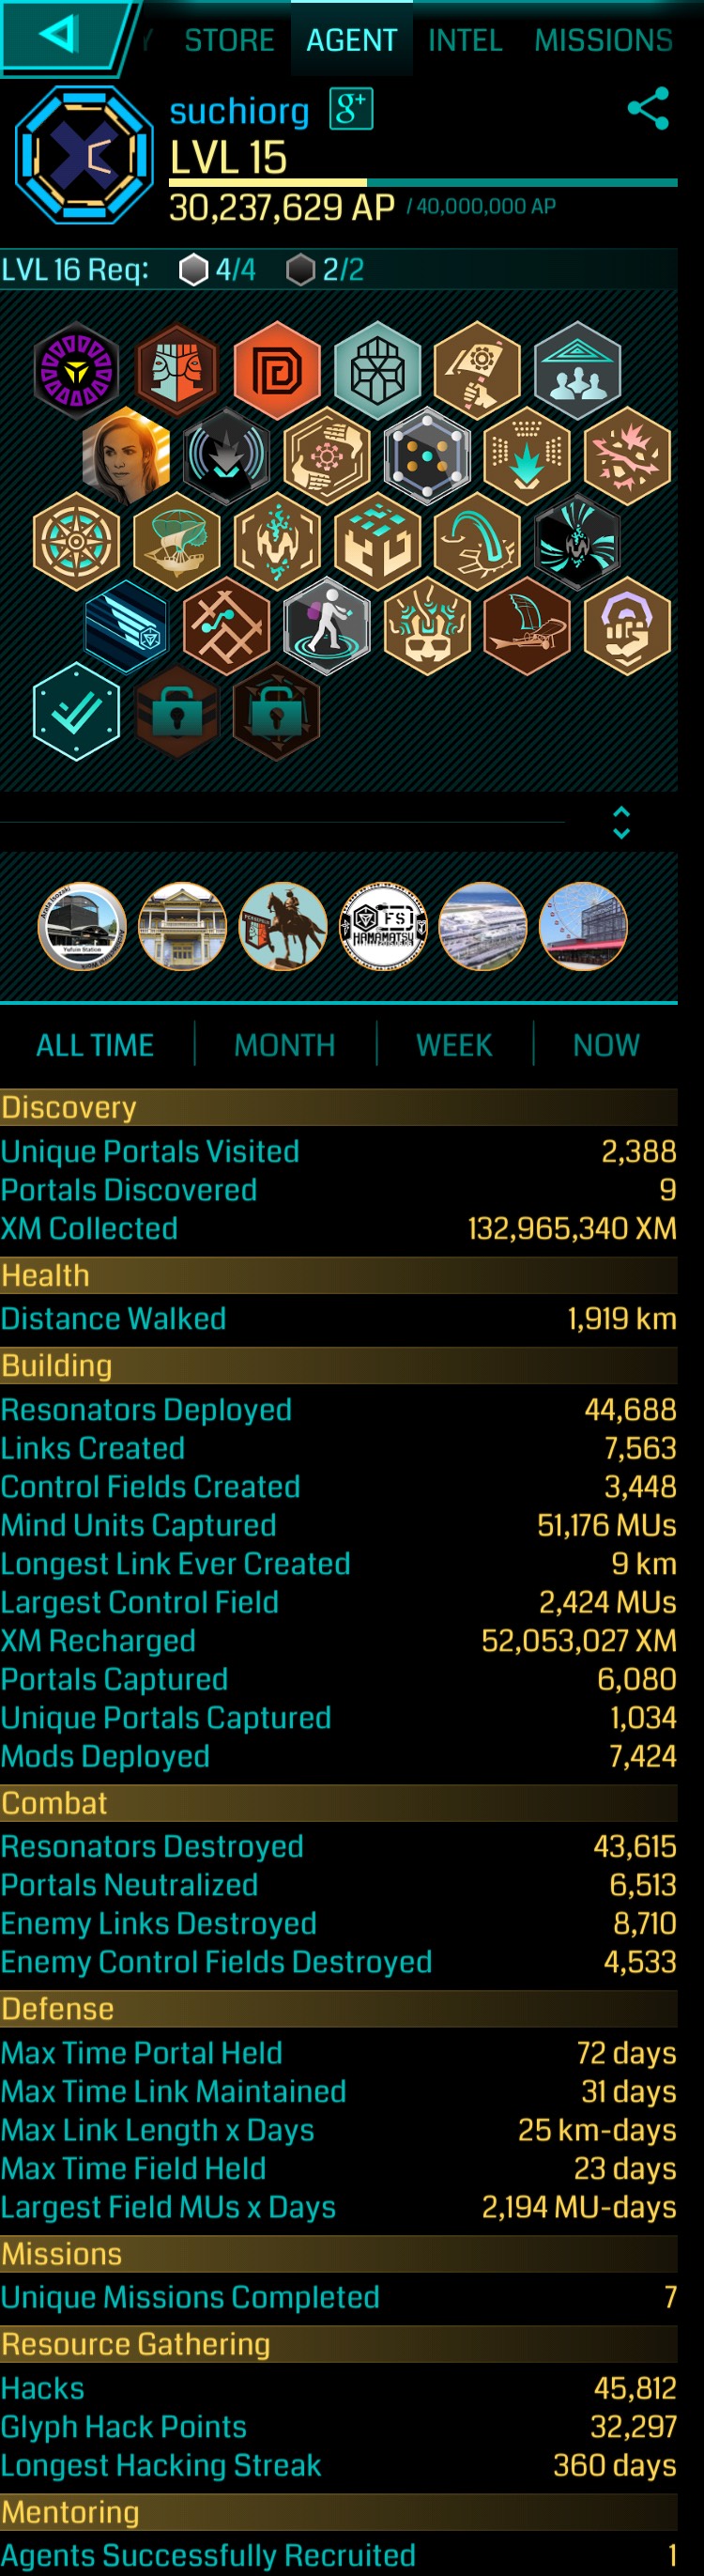 STORE AGENT INTEL MISSIONS
suchiorg g+
LVL 15
30,237,629 AP / 40,000,000 AP
LVL 16 Req: 4/4 2/2
Arata Isozaki
Yufuin Station
PERSEPOLIS
FS
HAMAMATSU
ALL TIME MONTH WEEK NOW
Discovery
Unique Portals Visited 2,388
Portals Discovered 9
XM Collected 132,965,340 XM
Health
Distance Walked 1,919 km
Building
Resonators Deployed 44,688
Links Created 7,563
Control Fields Created 3,448
Mind Units Captured 51,176 MUs
Longest Link Ever Created 9 km
Largest Control Field 2,424 MUs
XM Recharged 52,053,027 XM
Portals Captured 6,080
Unique Portals Captured 1,034
Mods Deployed 7,424
Combat
Resonators Destroyed 43,615
Portals Neutralized 6,513
Enemy Links Destroyed 8,710
Enemy Control Fields Destroyed 4,533
Defense
Max Time Portal Held 72 days
Max Time Link Maintained 31 days
Max Link Length x Days 25 km-days
Max Time Field Held 23 days
Largest Field MUs x Days 2,194 MU-days
Missions
Unique Missions Completed 7
Resource Gathering
Hacks 45,812
Glyph Hack Points 32,297
Longest Hacking Streak 360 days
Mentoring
Agents Successfully Recruited 1